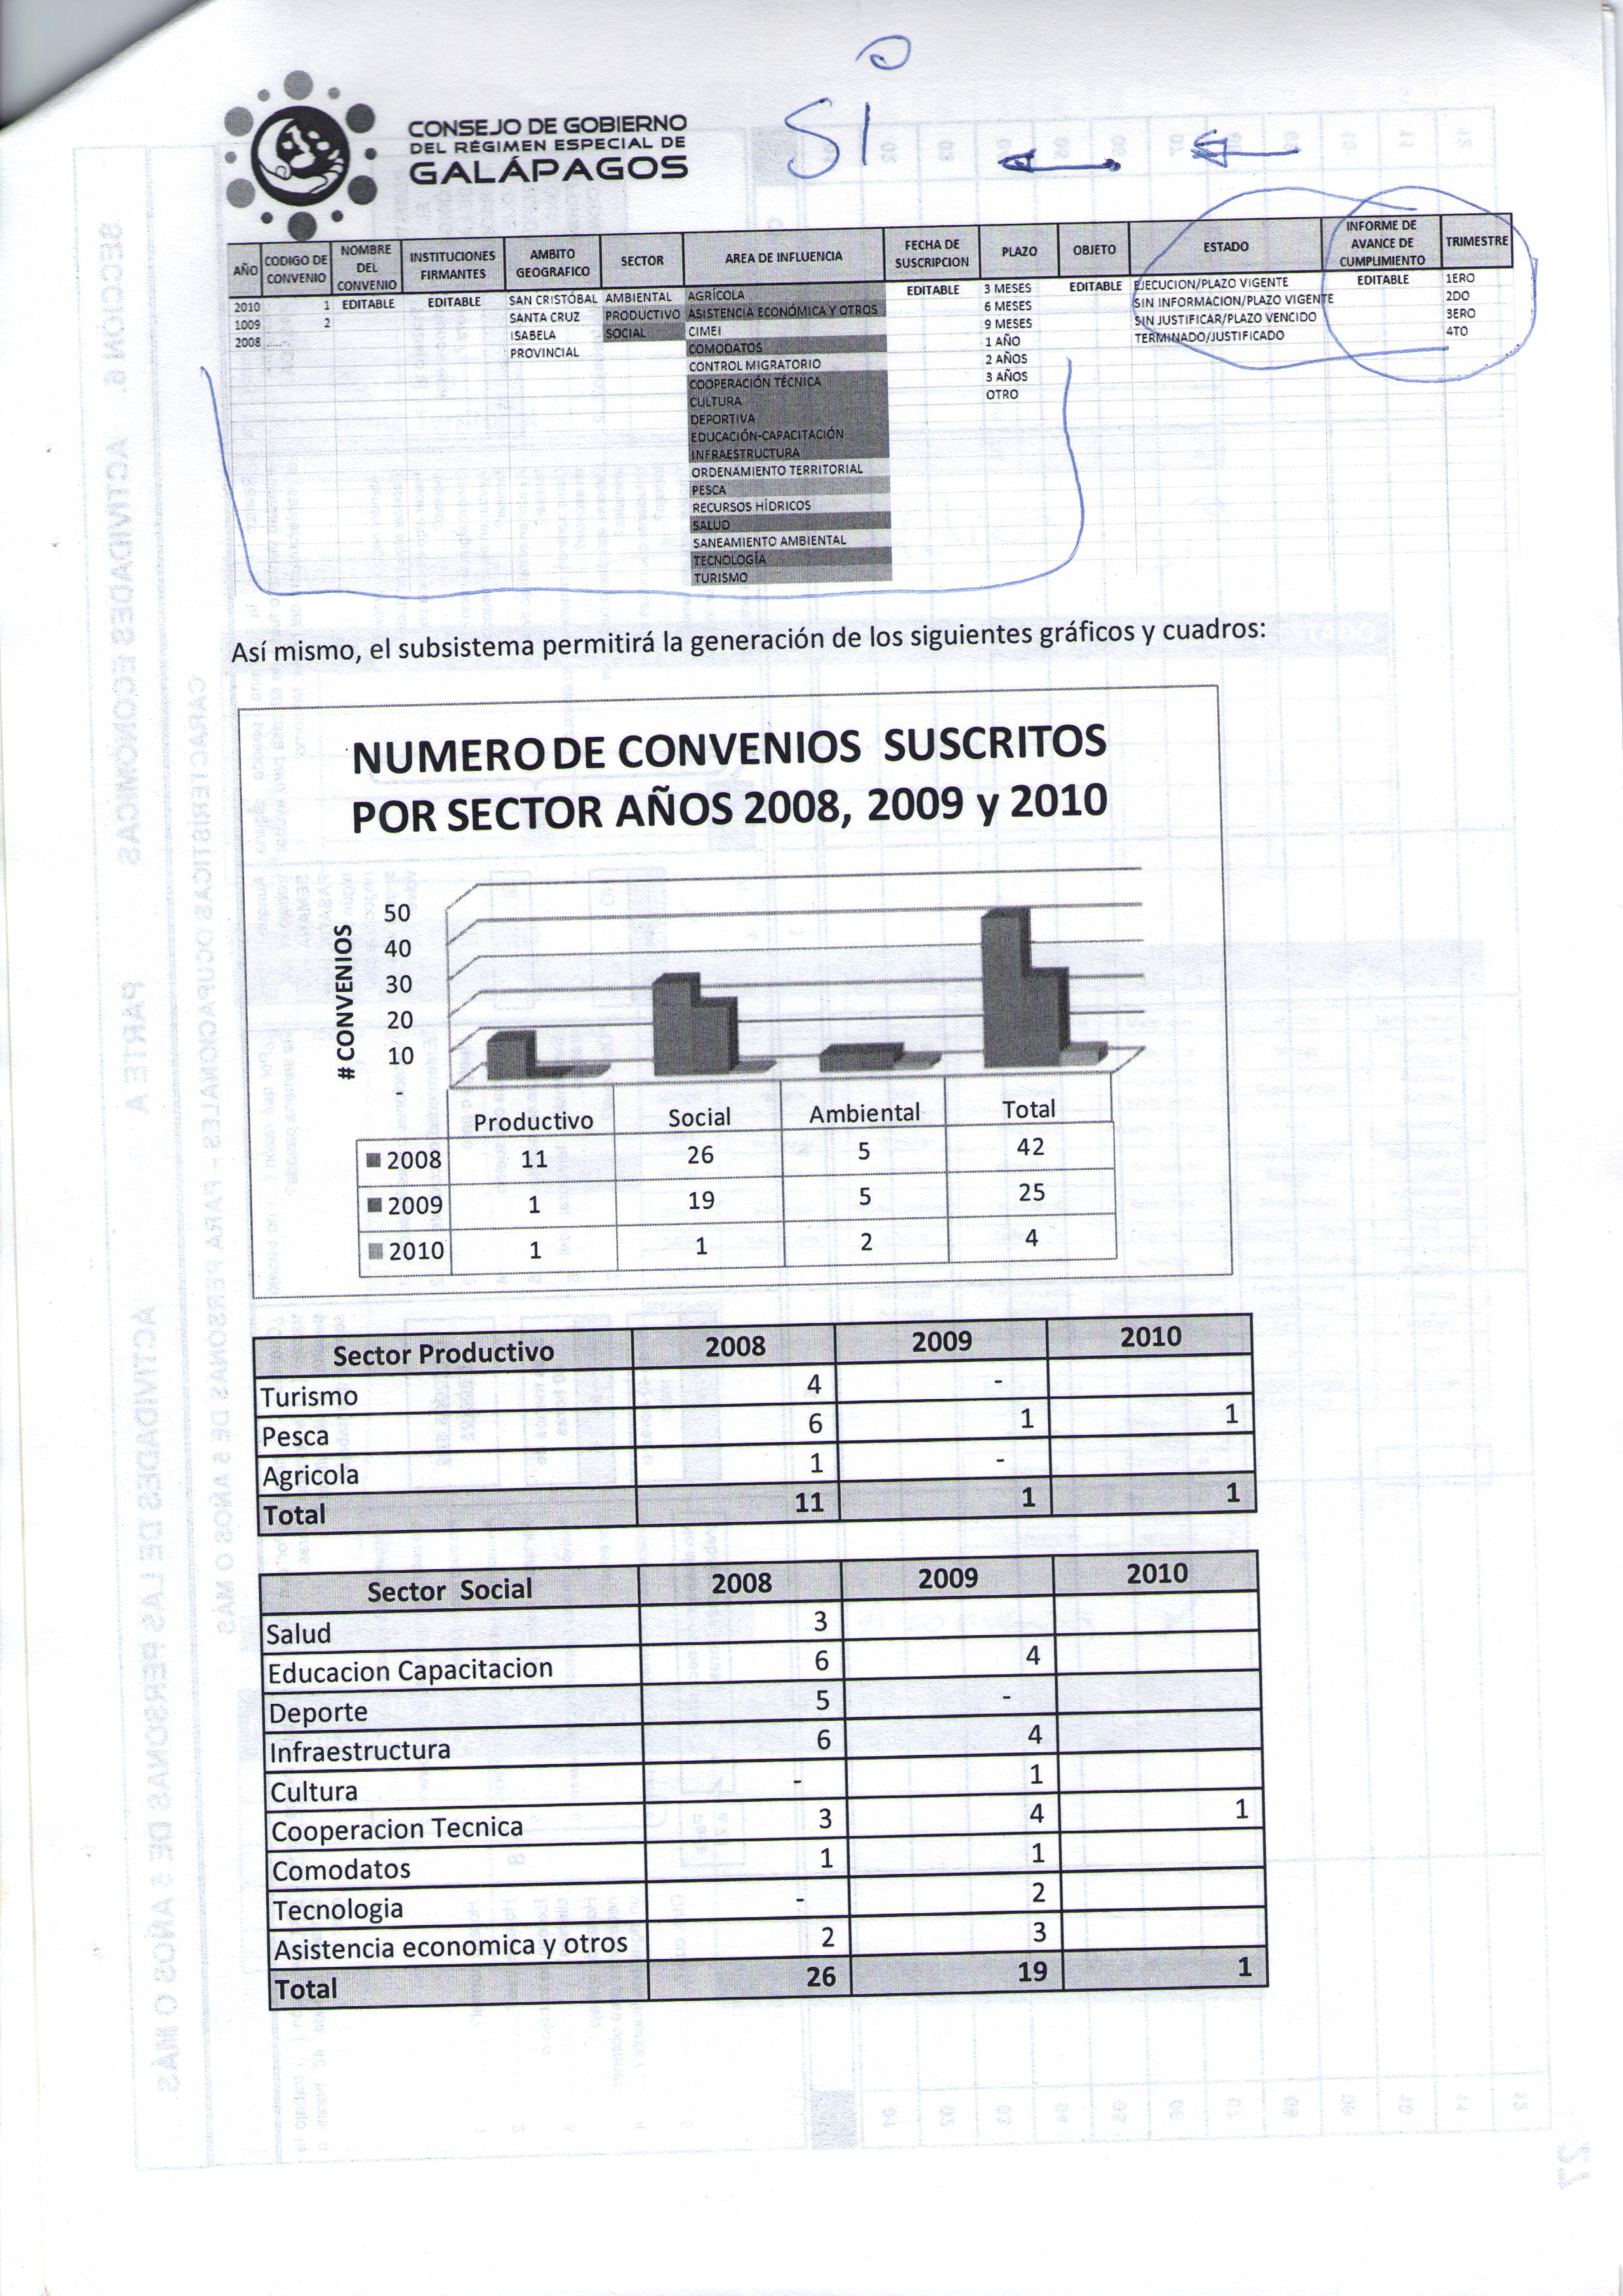 SI
CONSEJO DE GOBIERNO
DEL RÉGIMEN ESPECIAL DE
GALÁPAGOS
AÑO CODIGO DE CONVENIO NOMBRE DEL CONVENIO INSTITUCIONES FIRMANTES AMBITO GEOGRAFICO SECTOR AREA DE INFLUENCIA FECHA DE SUSCRIPCION PLAZO OBJETO ESTADO INFORME DE AVANCE DE CUMPLIMIENTO TRIMESTRE
2010 1 EDITABLE EDITABLE SAN CRISTÓBAL AMBIENTAL AGRÍCOLA EDITABLE 3 MESES EDITABLE EJECUCION/PLAZO VIGENTE EDITABLE 1ERO
1009 2 SANTA CRUZ PRODUCTIVO ASISTENCIA ECONÓMICA Y OTROS 6 MESES SIN INFORMACION/PLAZO VIGENTE 2DO
2008 ..... ISABELA SOCIAL CIMEI 9 MESES SIN JUSTIFICAR/PLAZO VENCIDO 3ERO
PROVINCIAL COMODATOS 1 AÑO TERMINADO/JUSTIFICADO 4TO
CONTROL MIGRATORIO 2 AÑOS
COOPERACIÓN TÉCNICA 3 AÑOS
CULTURA OTRO
DEPORTIVA
EDUCACIÓN-CAPACITACIÓN
INFRAESTRUCTURA
ORDENAMIENTO TERRITORIAL
PESCA
RECURSOS HÍDRICOS
SALUD
SANEAMIENTO AMBIENTAL
TECNOLOGÍA
TURISMO
Así mismo, el subsistema permitirá la generación de los siguientes gráficos y cuadros:
NUMERO DE CONVENIOS SUSCRITOS
POR SECTOR AÑOS 2008, 2009 y 2010
# CONVENIOS
50
40
30
20
10
-
Productivo Social Ambiental Total
2008 11 26 5 42
2009 1 19 5 25
2010 1 1 2 4
Sector Productivo 2008 2009 2010
Turismo 4 -
Pesca 6 1 1
Agricola 1 -
Total 11 1 1
Sector Social 2008 2009 2010
Salud 3
Educacion Capacitacion 6 4
Deporte 5 -
Infraestructura 6 4
Cultura - 1
Cooperacion Tecnica 3 4 1
Comodatos 1 1
Tecnologia - 2
Asistencia economica y otros 2 3
Total 26 19 1